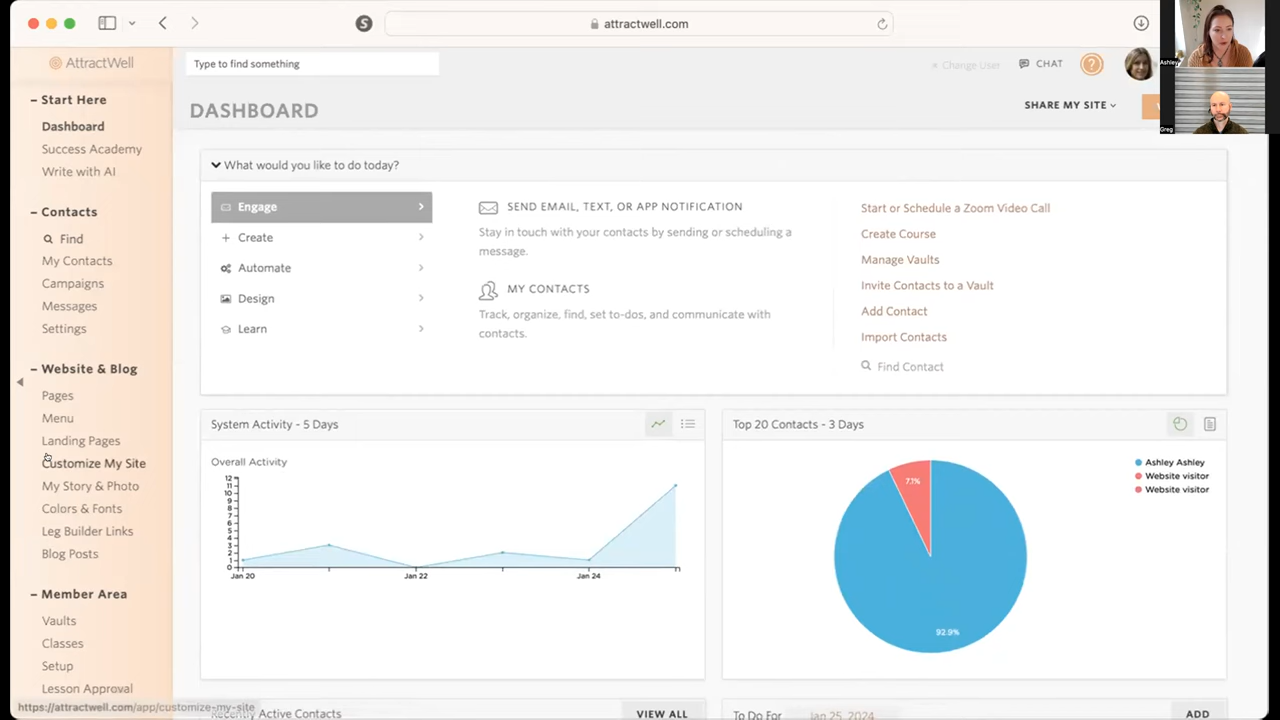 attractwell.com
AttractWell
Type to find something
× Change User
CHAT
?
Ashley
Greg
DASHBOARD
SHARE MY SITE
− Start Here
Dashboard
Success Academy
Write with AI
− Contacts
Find
My Contacts
Campaigns
Messages
Settings
− Website & Blog
Pages
Menu
Landing Pages
Customize My Site
My Story & Photo
Colors & Fonts
Leg Builder Links
Blog Posts
− Member Area
Vaults
Classes
Setup
Lesson Approval
https://attractwell.com/app/customize-my-site
What would you like to do today?
Engage
Create
Automate
Design
Learn
SEND EMAIL, TEXT, OR APP NOTIFICATION
Stay in touch with your contacts by sending or scheduling a
message.
MY CONTACTS
Track, organize, find, set to-dos, and communicate with
contacts.
Start or Schedule a Zoom Video Call
Create Course
Manage Vaults
Invite Contacts to a Vault
Add Contact
Import Contacts
Find Contact
System Activity - 5 Days
Overall Activity
12
11
10
9
8
7
6
5
4
3
2
1
0
Jan 20
Jan 22
Jan 24
Top 20 Contacts - 3 Days
7.1%
92.9%
Ashley Ashley
Website visitor
Website visitor
Recently Active Contacts
VIEW ALL
To Do For
Jan 25, 2024
ADD